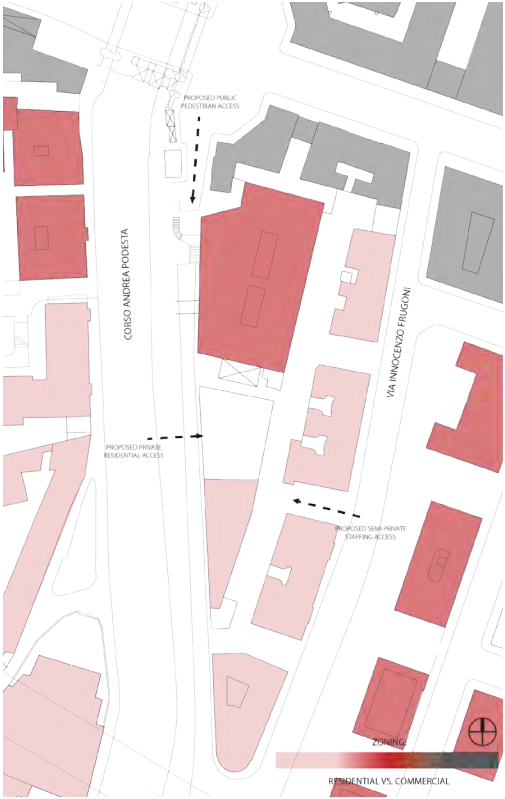 PROPOSED PUBLIC
PEDESTRIAN ACCESS
CORSO ANDREA PODESTA
VIA INNOCENZO FRUGONI
PROPOSED PRIVATE
RESIDENTIAL ACCESS
PROPOSED SEMI-PRIVATE
STAFFING ACCESS
ZONING:
RESIDENTIAL VS. COMMERCIAL